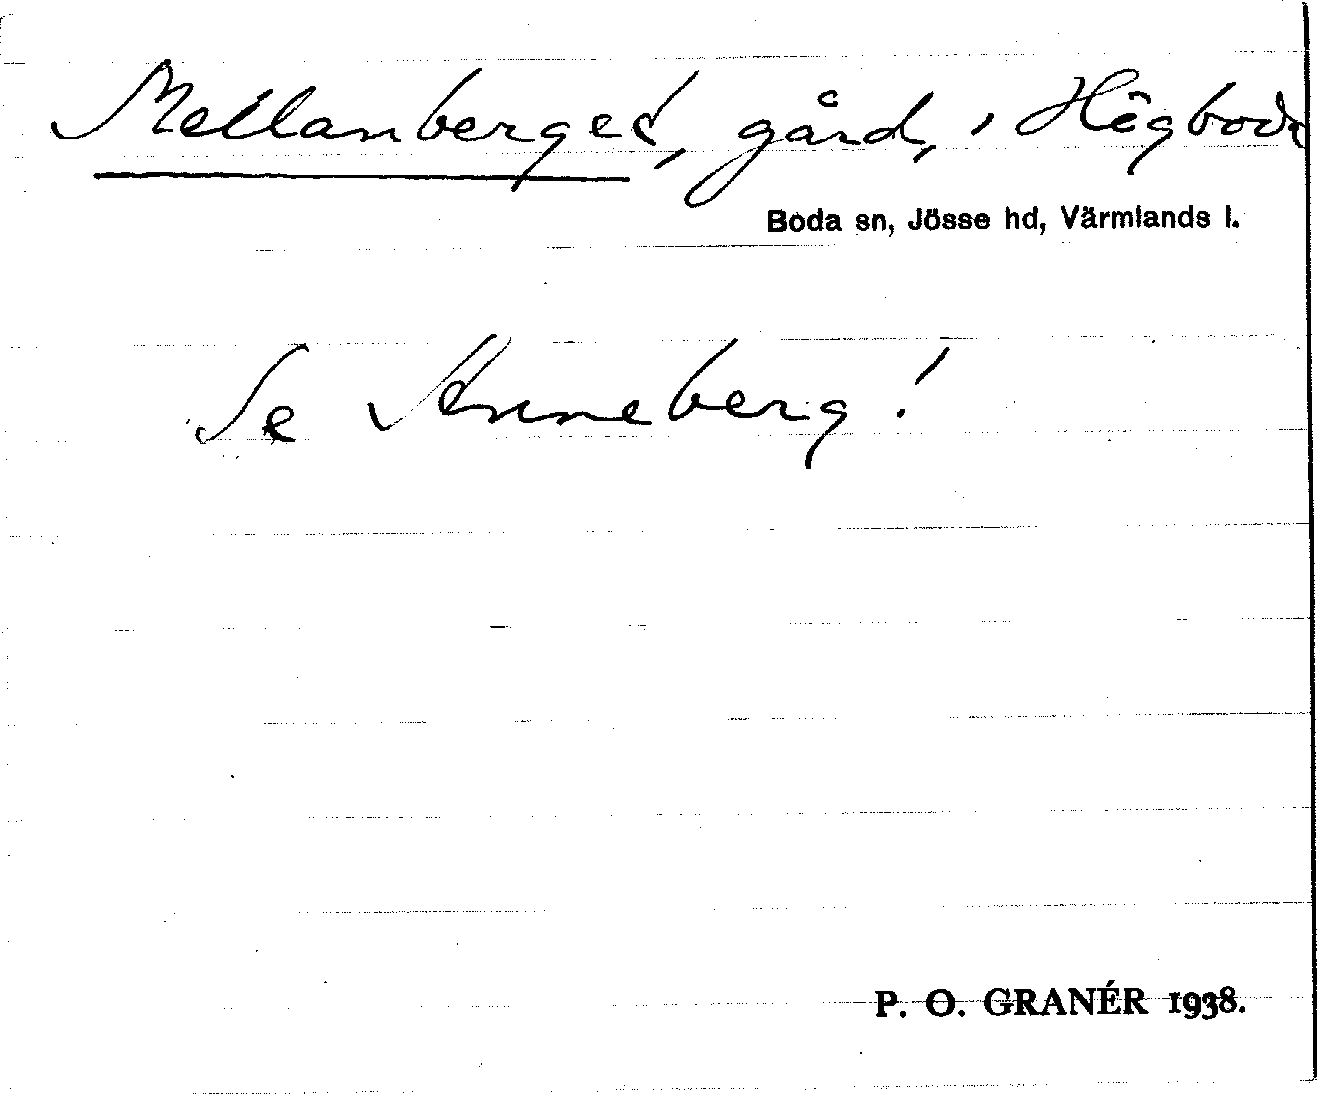 Mellanberget, gård, i Högboda
Boda sn, Jösse hd, Värmlands l.
Se Anneberg!
P. O. GRANÉR 1938.